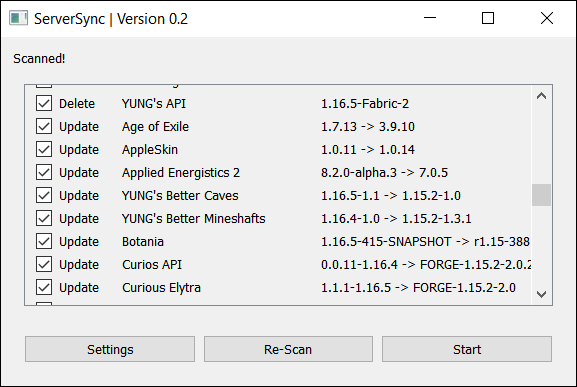 ServerSync | Version 0.2
Scanned!
Delete YUNG's API 1.16.5-Fabric-2
Update Age of Exile 1.7.13 -> 3.9.10
Update AppleSkin 1.0.11 -> 1.0.14
Update Applied Energistics 2 8.2.0-alpha.3 -> 7.0.5
Update YUNG's Better Caves 1.16.5-1.1 -> 1.15.2-1.0
Update YUNG's Better Mineshafts 1.16.4-1.0 -> 1.15.2-1.3.1
Update Botania 1.16.5-415-SNAPSHOT -> r1.15-388
Update Curios API 0.0.11-1.16.4 -> FORGE-1.15.2-2.0.2
Update Curious Elytra 1.1.1-1.16.5 -> FORGE-1.15.2-2.0
Settings Re-Scan Start